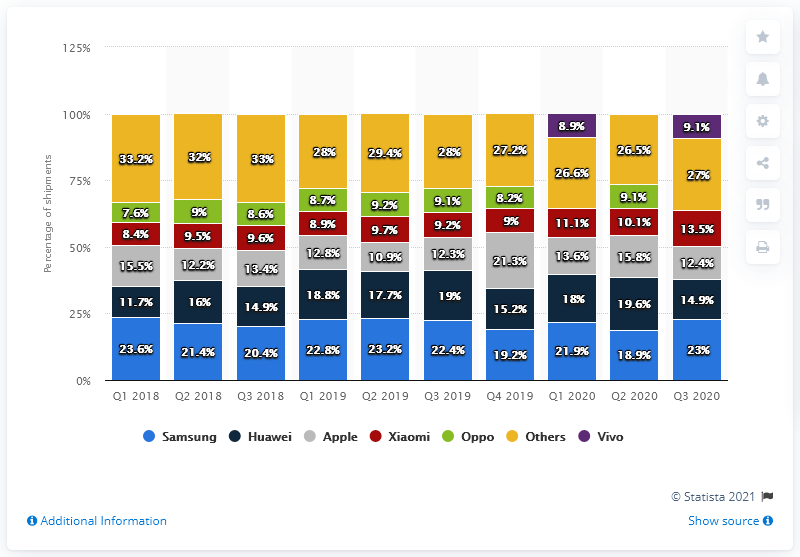 125%
100%
75%
50%
25%
0%
Percentage of shipments
33.2% 32% 33% 28% 29.4% 28% 27.2% 26.6% 26.5% 27%
8.9% 9.1%
7.6% 9% 8.6% 8.7% 9.2% 9.1% 8.2% 9.1%
8.4% 9.5% 9.6% 8.9% 9.7% 9.2% 9% 11.1% 10.1% 13.5%
15.5% 12.2% 13.4% 12.8% 10.9% 12.3% 21.3% 13.6% 15.8% 12.4%
11.7% 16% 14.9% 18.8% 17.7% 19% 15.2% 18% 19.6% 14.9%
23.6% 21.4% 20.4% 22.8% 23.2% 22.4% 19.2% 21.9% 18.9% 23%
Q1 2018 Q2 2018 Q3 2018 Q1 2019 Q2 2019 Q3 2019 Q4 2019 Q1 2020 Q2 2020 Q3 2020
Samsung Huawei Apple Xiaomi Oppo Others Vivo
© Statista 2021
Additional Information
Show source